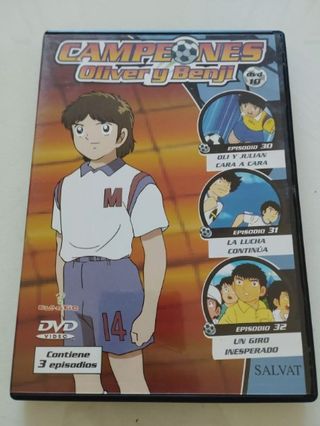 CAMPEONES
Oliver y Benji
dvd
10
M
EPISODIO 30
OLI Y JULIAN
CARA A CARA
EPISODIO 31
LA LUCHA
CONTINÚA
EPISODIO 32
UN GIRO
INESPERADO
14
DVD
VIDEO
Contiene
3 episodios
SALVAT